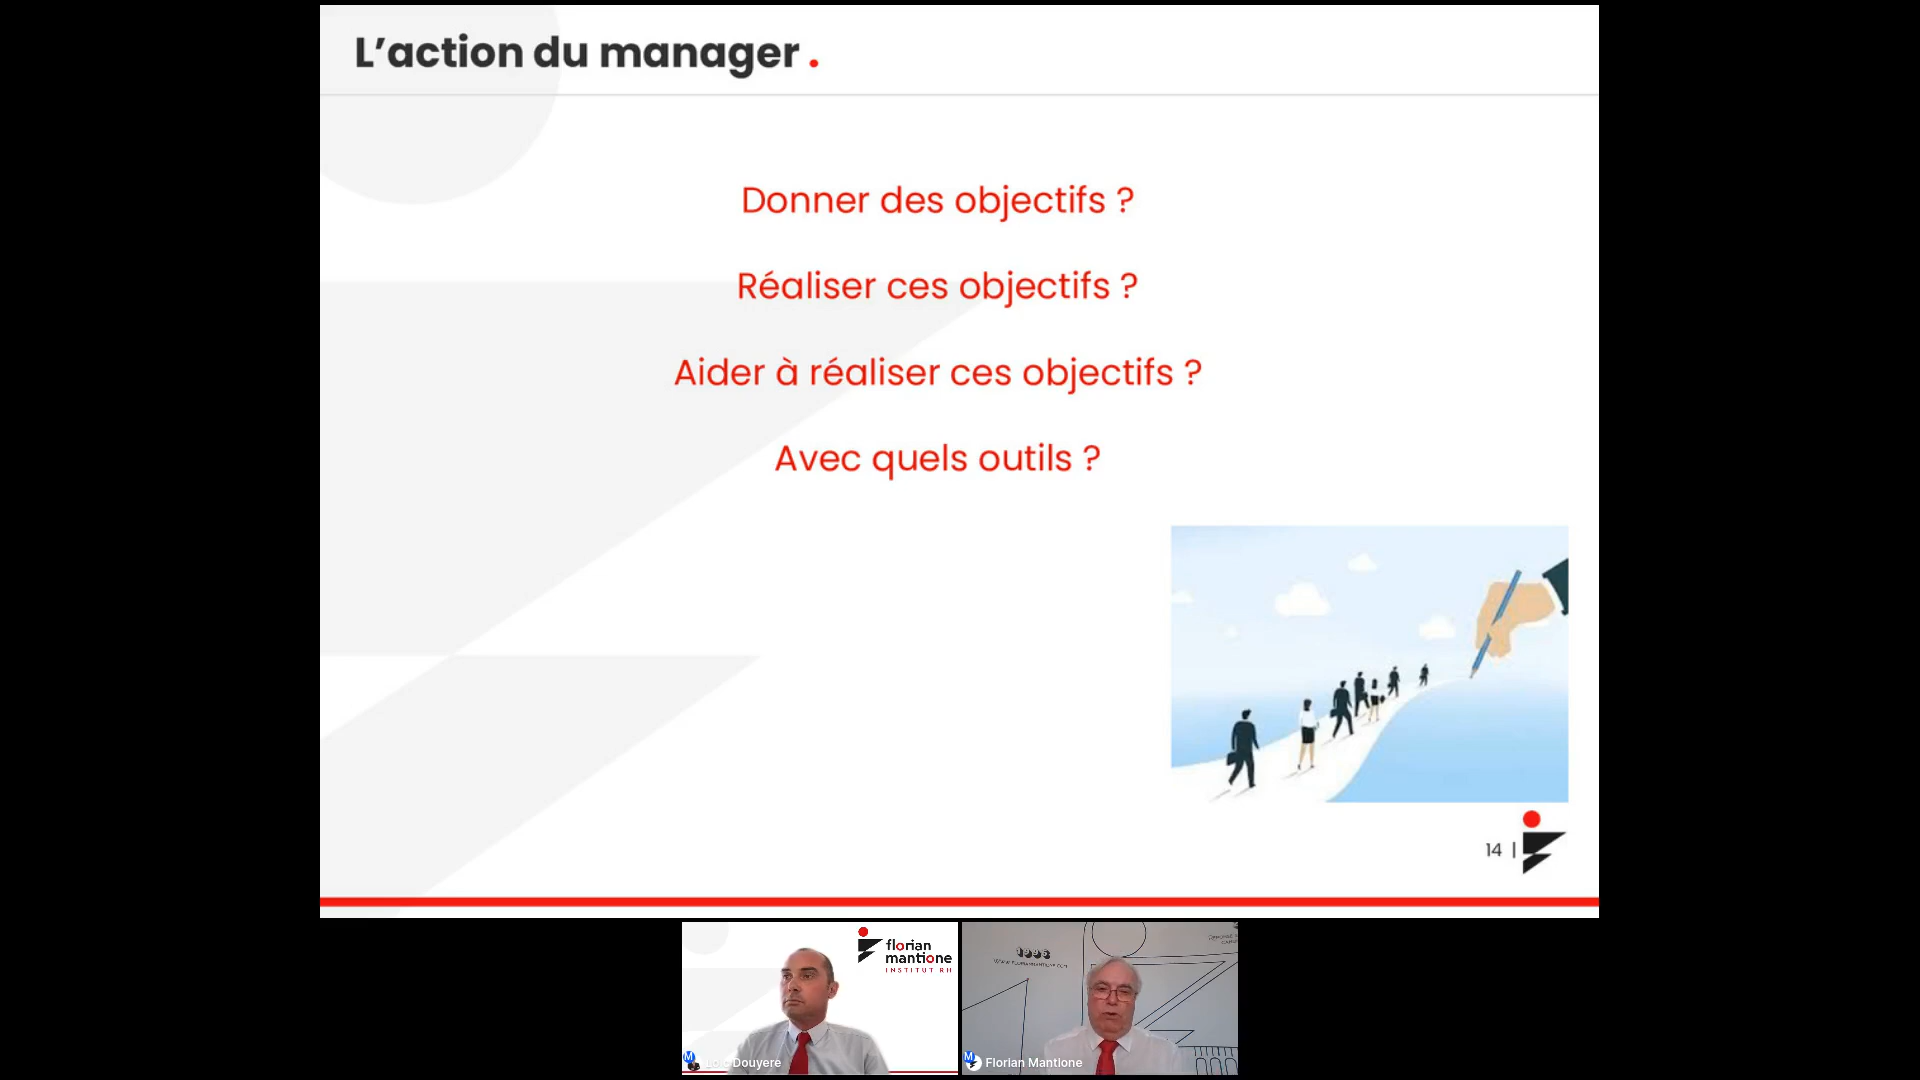 L'action du manager .
Donner des objectifs ?
Réaliser ces objectifs ?
Aider à réaliser ces objectifs ?
Avec quels outils ?
14 |
florian
mantione
INSTITUT RH
Douyere
1996
Florian Mantione